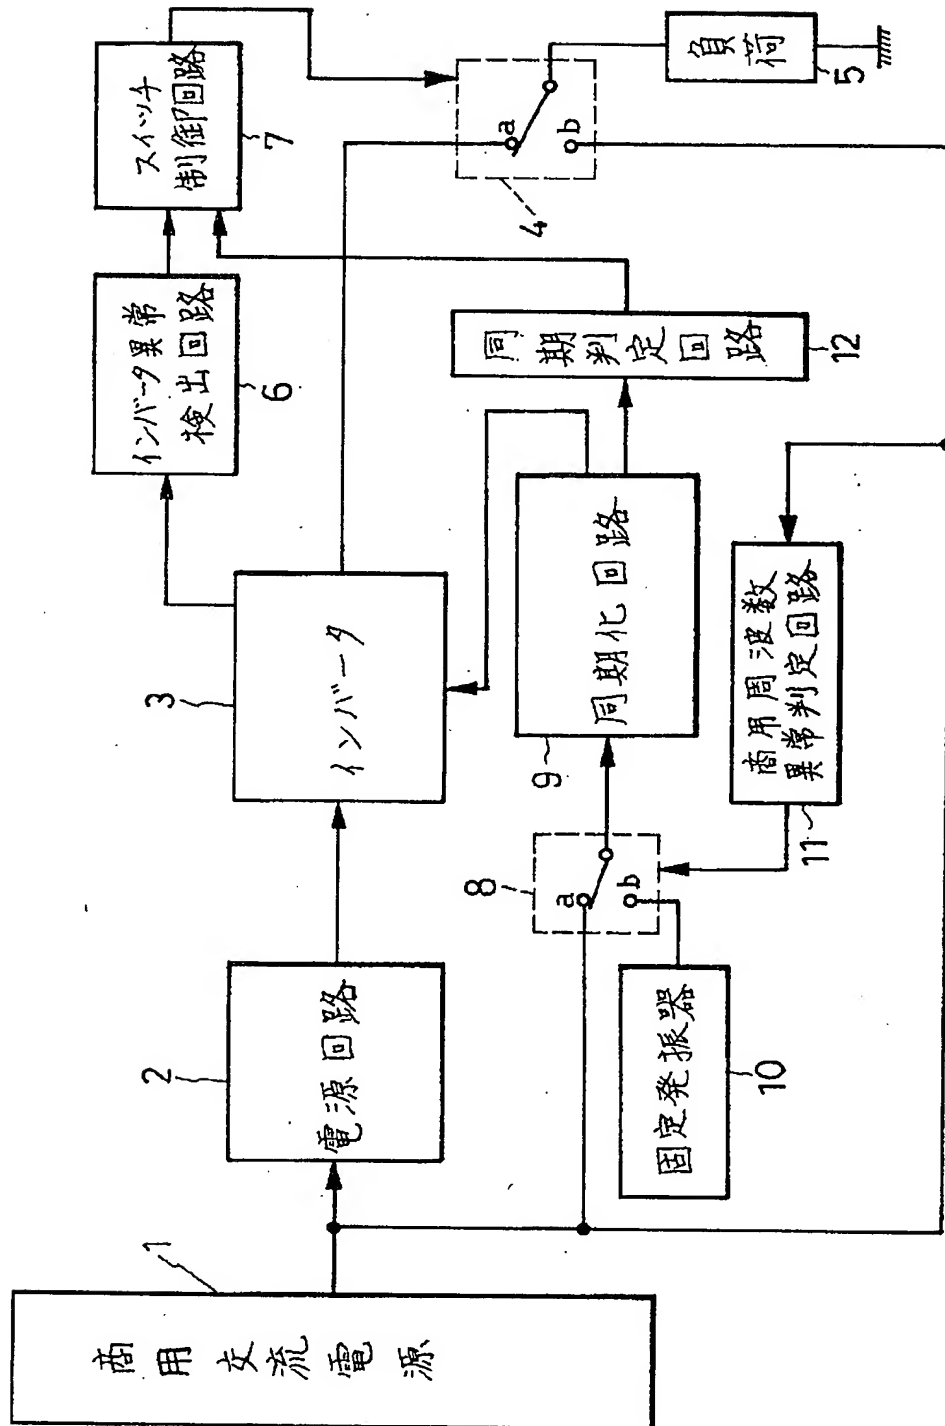 1
商用交流電源
2
電源回路
3
インバータ
インバータ異常
検出回路
6
スイッチ
制御回路
7
a
b
4
負荷
5
8
a
b
9
同期化回路
同期判定回路
12
固定発振器
10
商用周波数
異常判定回路
11